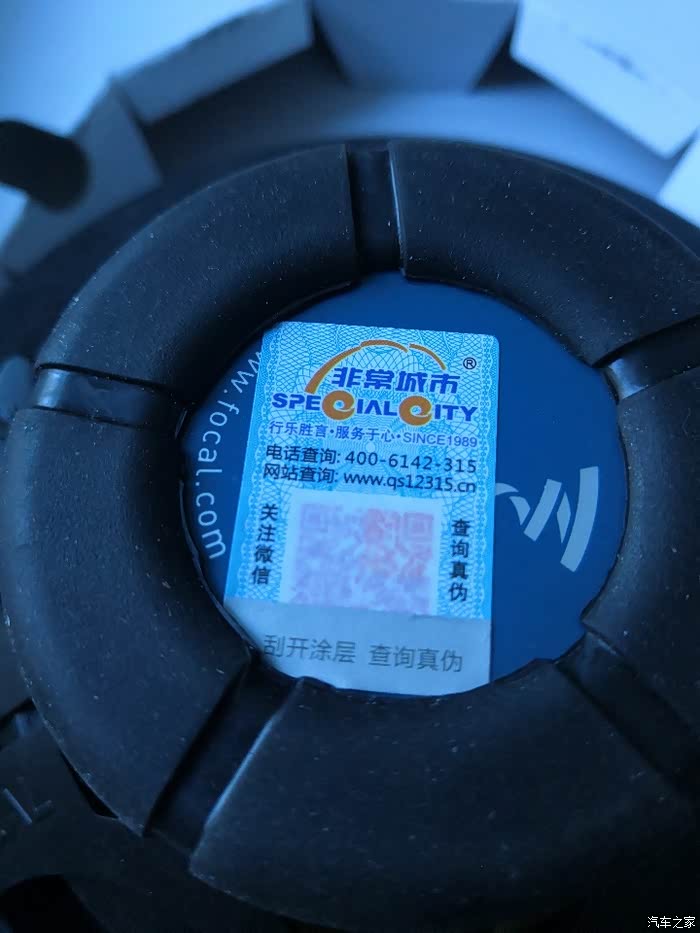 非常城市®
SPECIAL CITY
行乐胜言·服务于心·SINCE1989
电话查询: 400-6142-315
网站查询: www.qs12315.cn
关注微信
查询真伪
刮开涂层 查询真伪
www.focal.com
汽车之家